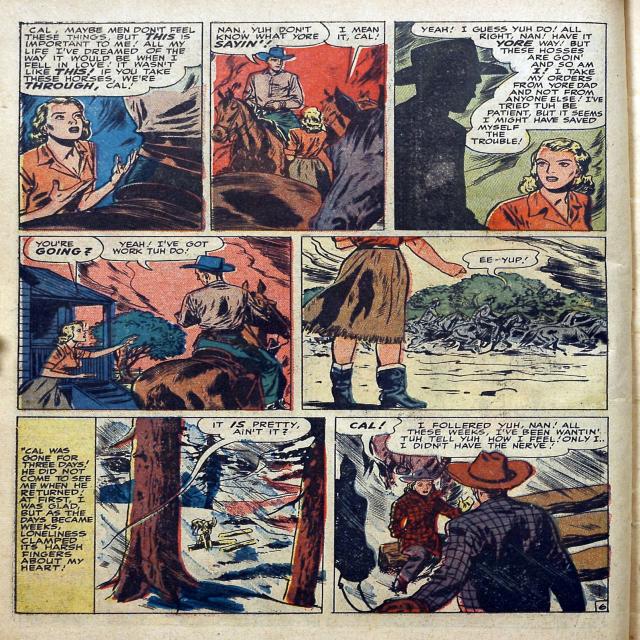 CAL, MAYBE MEN DON'T FEEL
THESE THINGS, BUT THIS IS
IMPORTANT TO ME! ALL MY
LIFE I'VE DREAMED OF THE
WAY IT WOULD BE WHEN I
FELL IN LOVE! IT WASN'T
LIKE THIS! IF YOU TAKE
THESE HORSES, WE'RE
THROUGH, CAL!
NAN, YUH DON'T
KNOW WHAT YORE
SAYIN'!
I MEAN
IT, CAL!
YEAH! I GUESS YUH DO! ALL
RIGHT, NAN! HAVE IT
YORE WAY! BUT
THESE HOSSES
ARE GOIN'
AND SO AM
I! I TAKE
MY ORDERS
FROM YORE DAD
AND NOT FROM
ANYONE ELSE! I'VE
TRIED TUH BE
PATIENT, BUT IT SEEMS
I MIGHT HAVE SAVED
MYSELF
THE
TROUBLE!
YOU'RE
GOING?
YEAH! I'VE GOT
WORK TUH DO!
EE-YUP!
"CAL WAS
GONE FOR
THREE DAYS!
HE DID NOT
COME TO SEE
ME WHEN HE
RETURNED!
AT FIRST, I
WAS GLAD,
BUT AS THE
DAYS BECAME
WEEKS,
LONELINESS
CLAMPED
ITS HARSH
FINGERS
ABOUT MY
HEART!
IT IS PRETTY,
AIN'T IT?
CAL!
I FOLLERED YUH, NAN! ALL
THESE WEEKS, I'VE BEEN WANTIN'
TUH TELL YUH HOW I FEEL! ONLY I..
I DIDN'T HAVE THE NERVE!
6